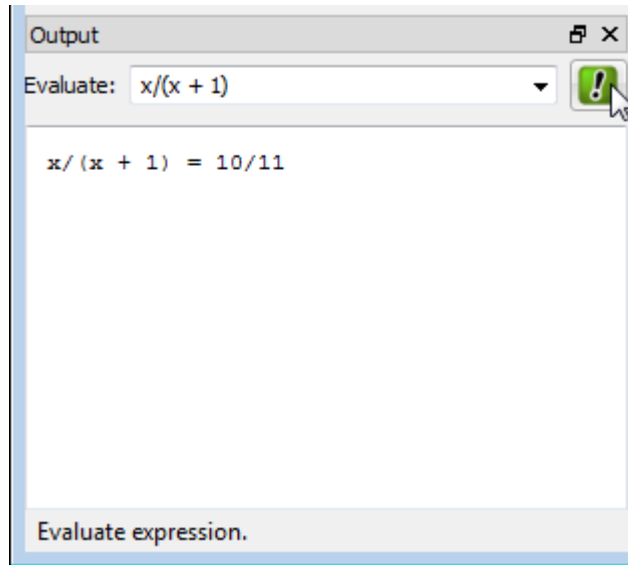 Output
Evaluate: x/(x + 1)
x/(x + 1) = 10/11
Evaluate expression.